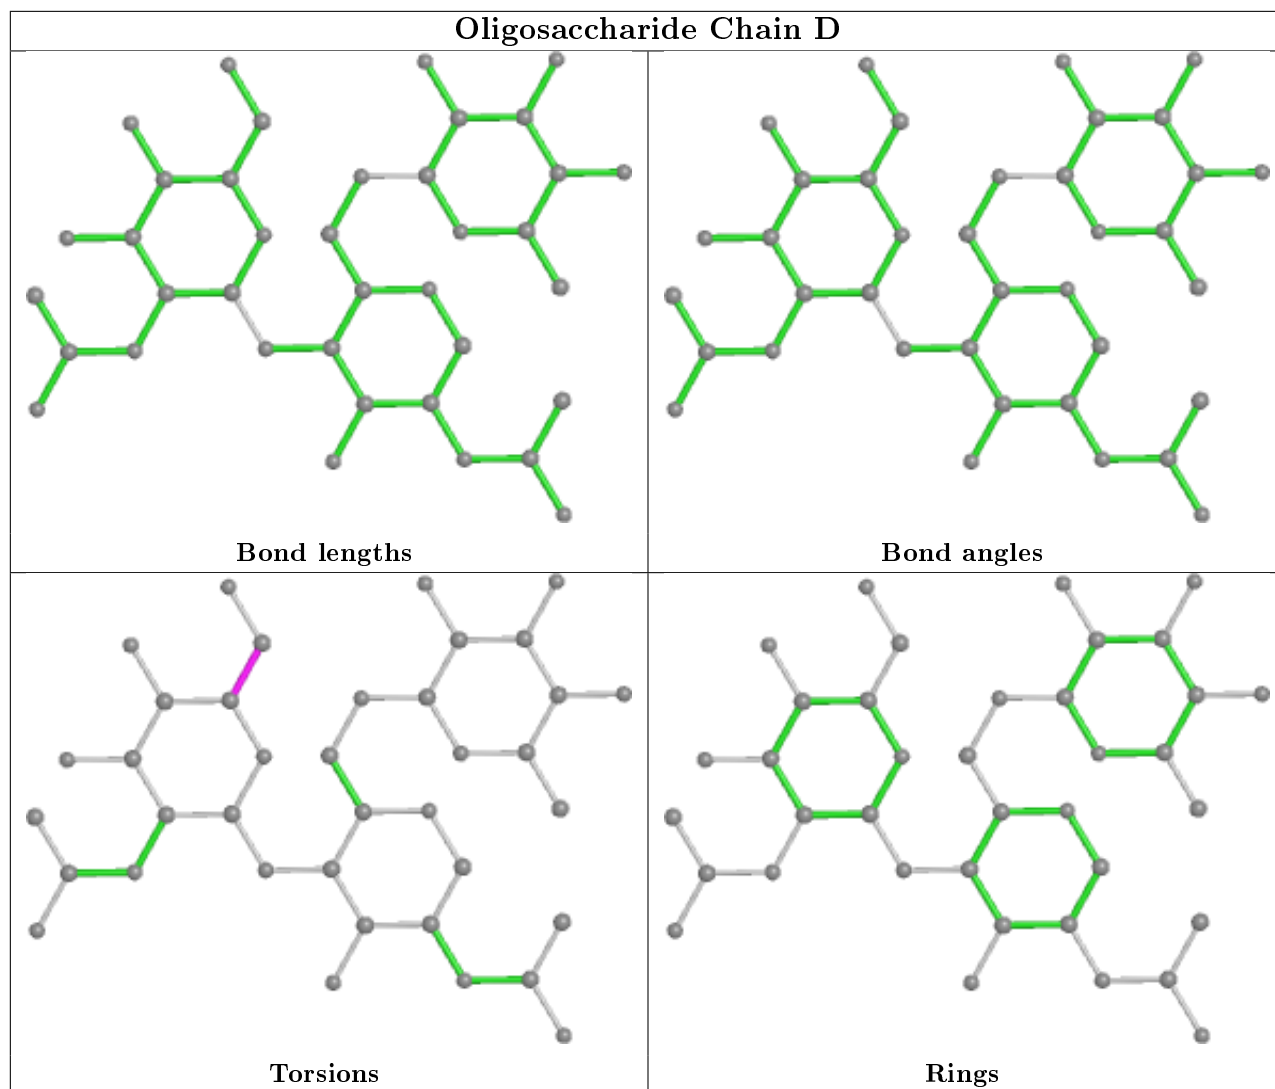 Oligosaccharide Chain D
Bond lengths
Bond angles
Torsions
Rings